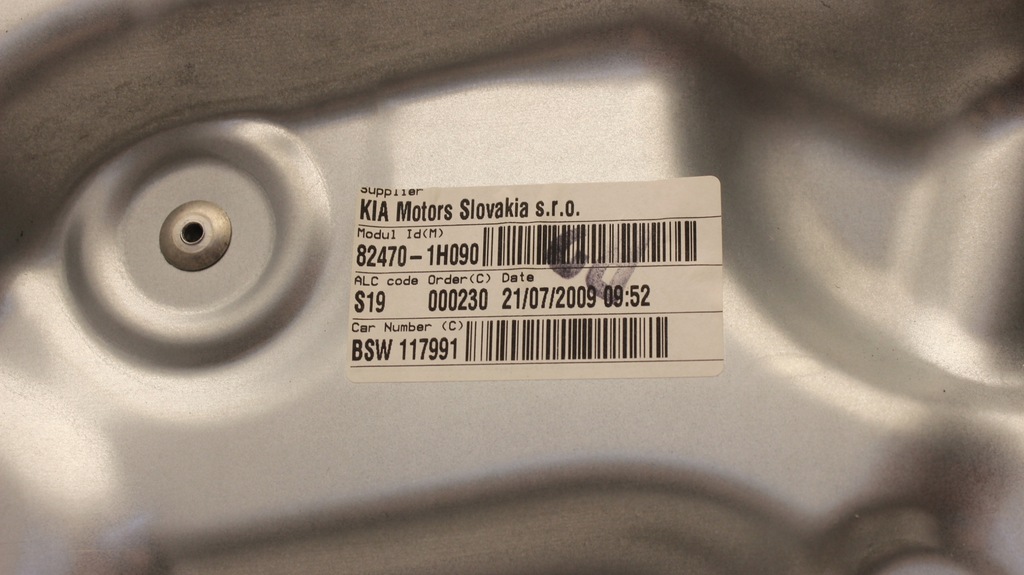 Supplier
KIA Motors Slovakia s.r.o.
Modul Id(M)
82470-1H090
ALC code Order(C) Date
S19 000230 21/07/2009 09:52
Car Number (C)
BSW 117991